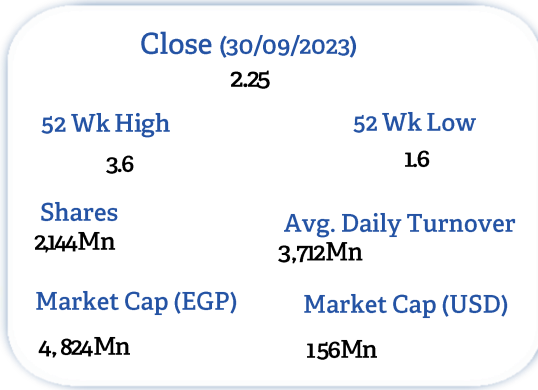 Close (30/09/2023)
2.25
52 Wk High
52 Wk Low
3.6
1.6
Shares
Avg. Daily Turnover
2,144Mn
3,712Mn
Market Cap (EGP)
Market Cap (USD)
4, 824Mn
156Mn